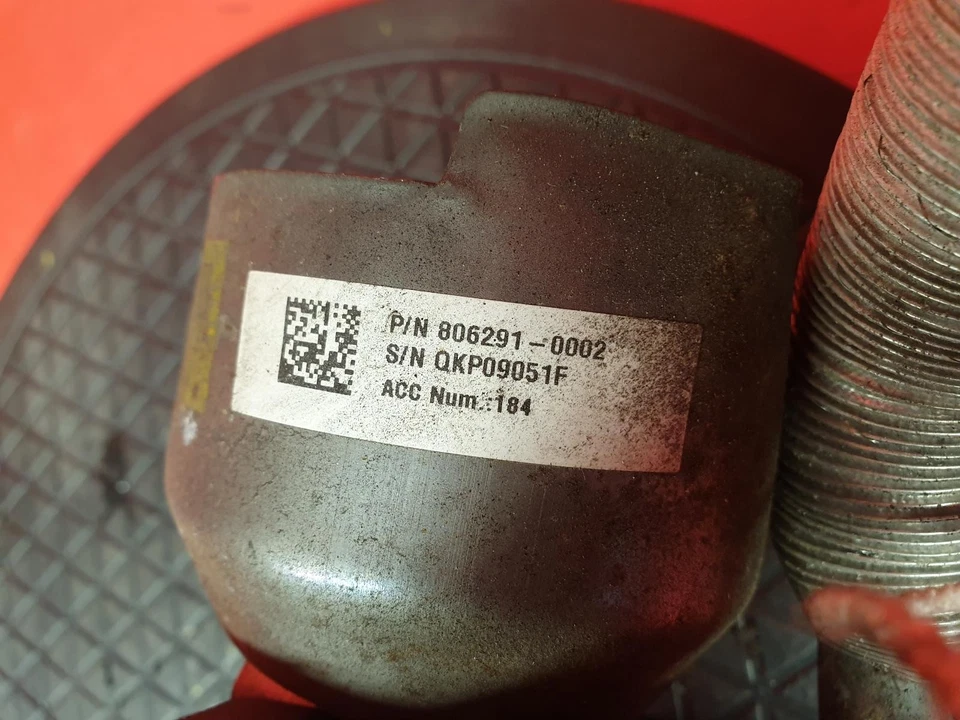 P/N 806291-0002
S/N QKP09051F
ACC Num.:184